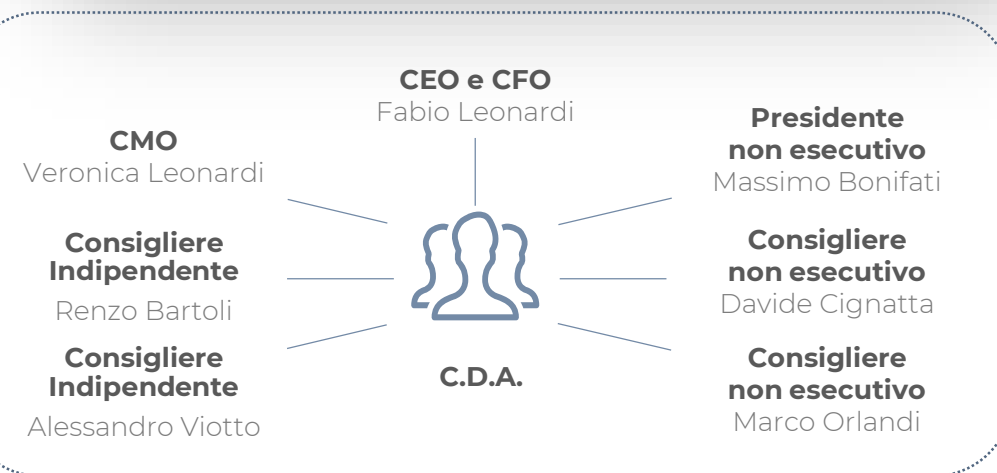 CEO e CFO
Fabio Leonardi
CMO
Veronica Leonardi
Consigliere
Indipendente
Renzo Bartoli
Consigliere
Indipendente
Alessandro Viotto
C.D.A.
Presidente
non esecutivo
Massimo Bonifati
Consigliere
non esecutivo
Davide Cignatta
Consigliere
non esecutivo
Marco Orlandi